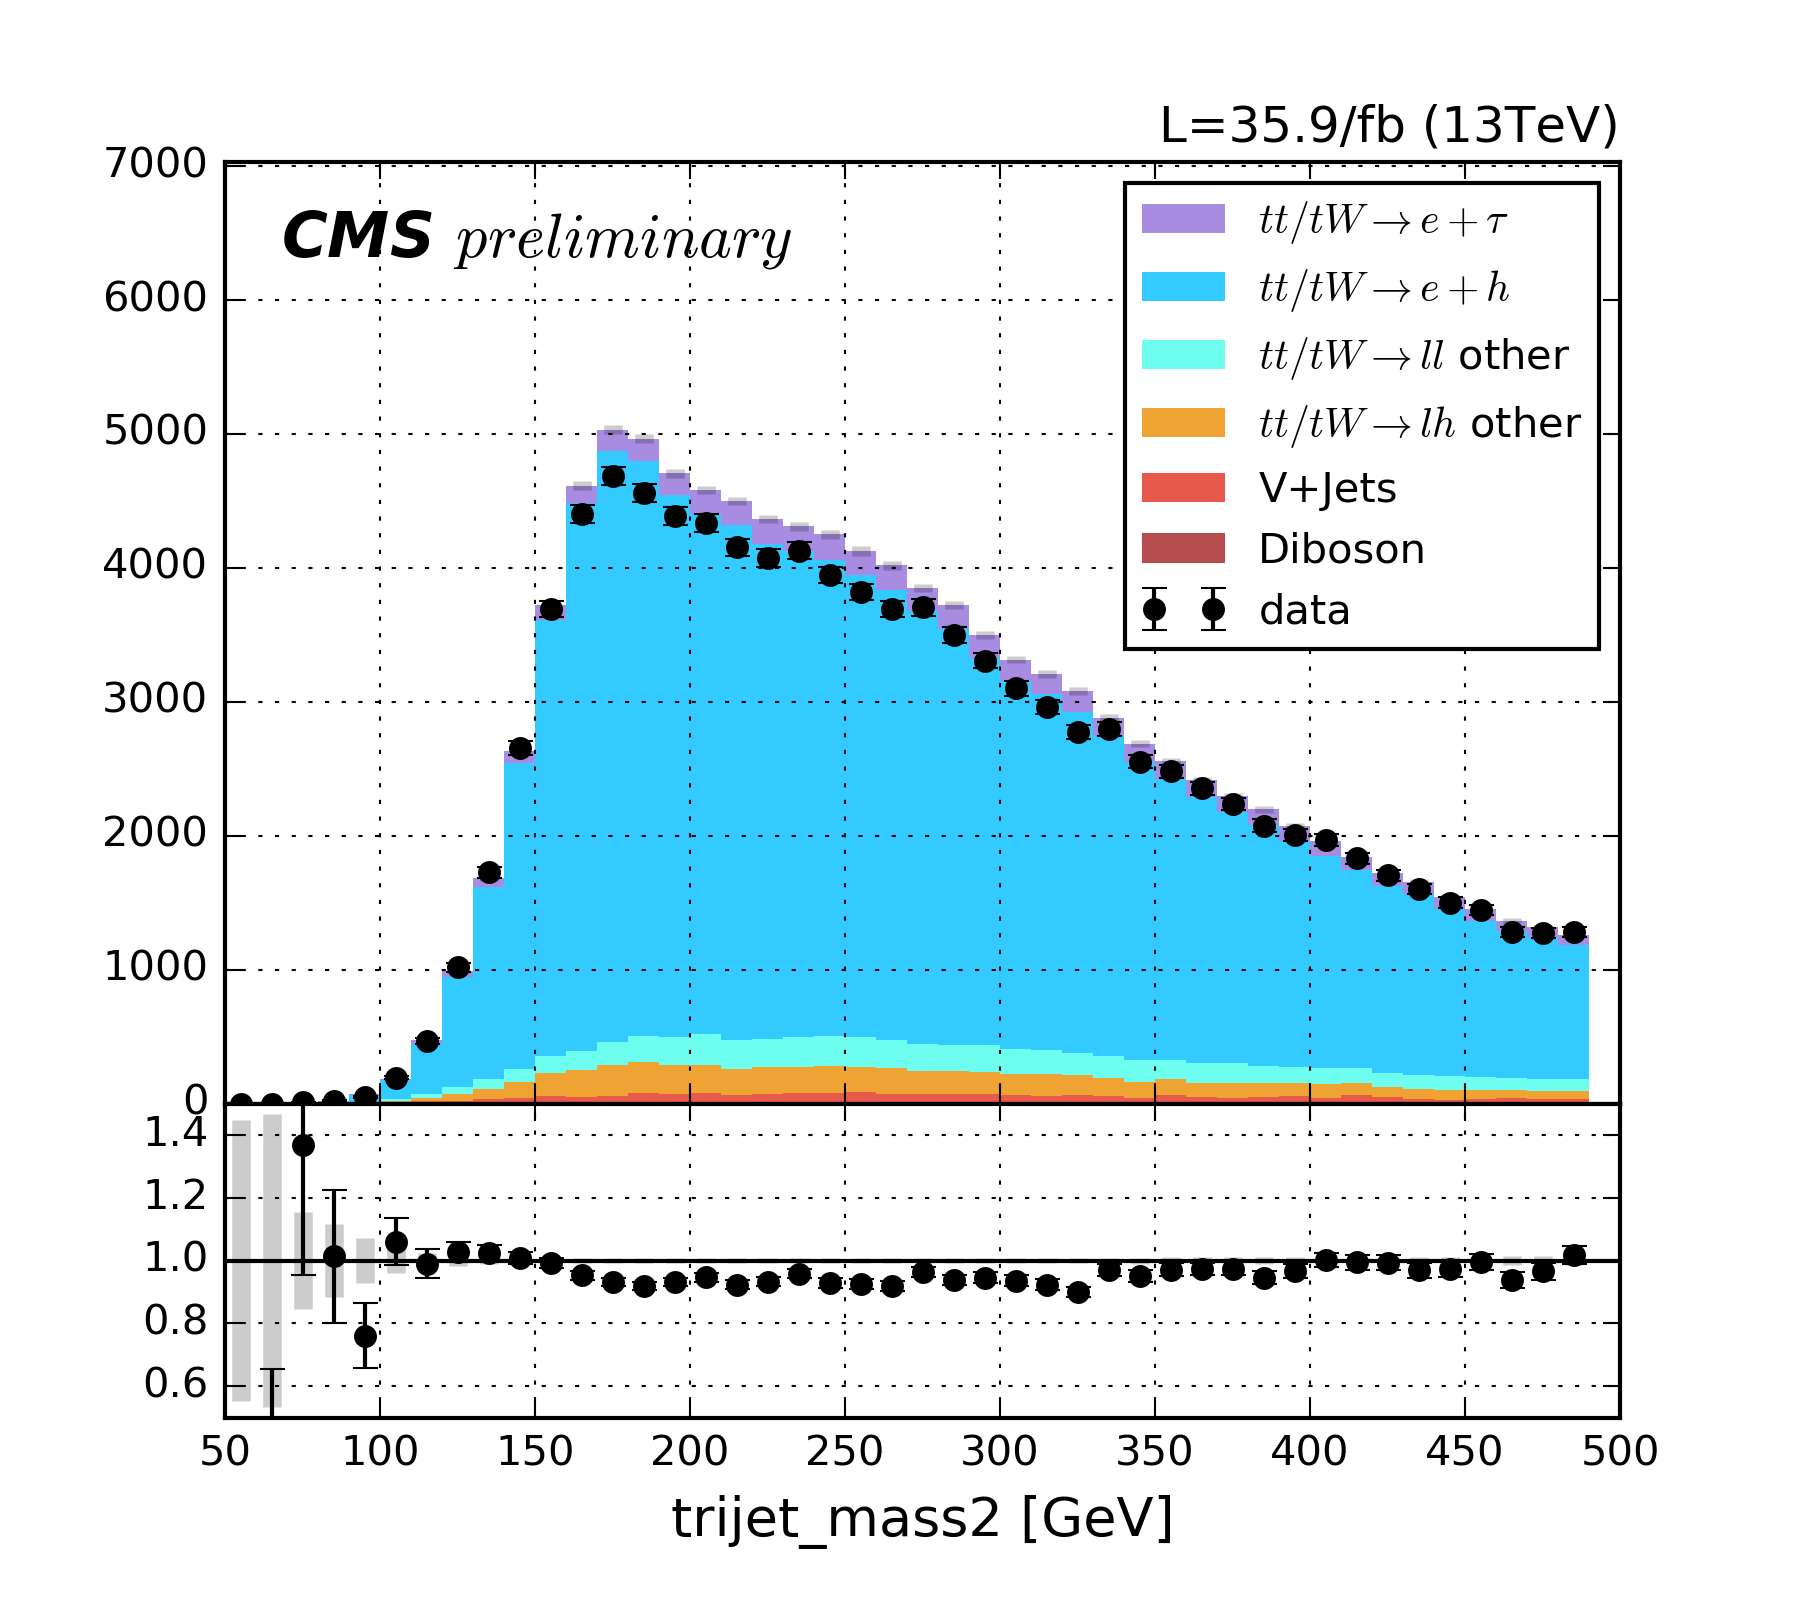 L=35.9/fb (13TeV)
7000
CMS preliminary
tt/tW→e+τ
6000
tt/tW→e+h
tt/tW→ll other
5000
tt/tW→lh other
V+Jets
4000
Diboson
data
3000
2000
1000
0
1.4
1.2
1.0
0.8
0.6
50 100 150 200 250 300 350 400 450 500
trijet_mass2 [GeV]